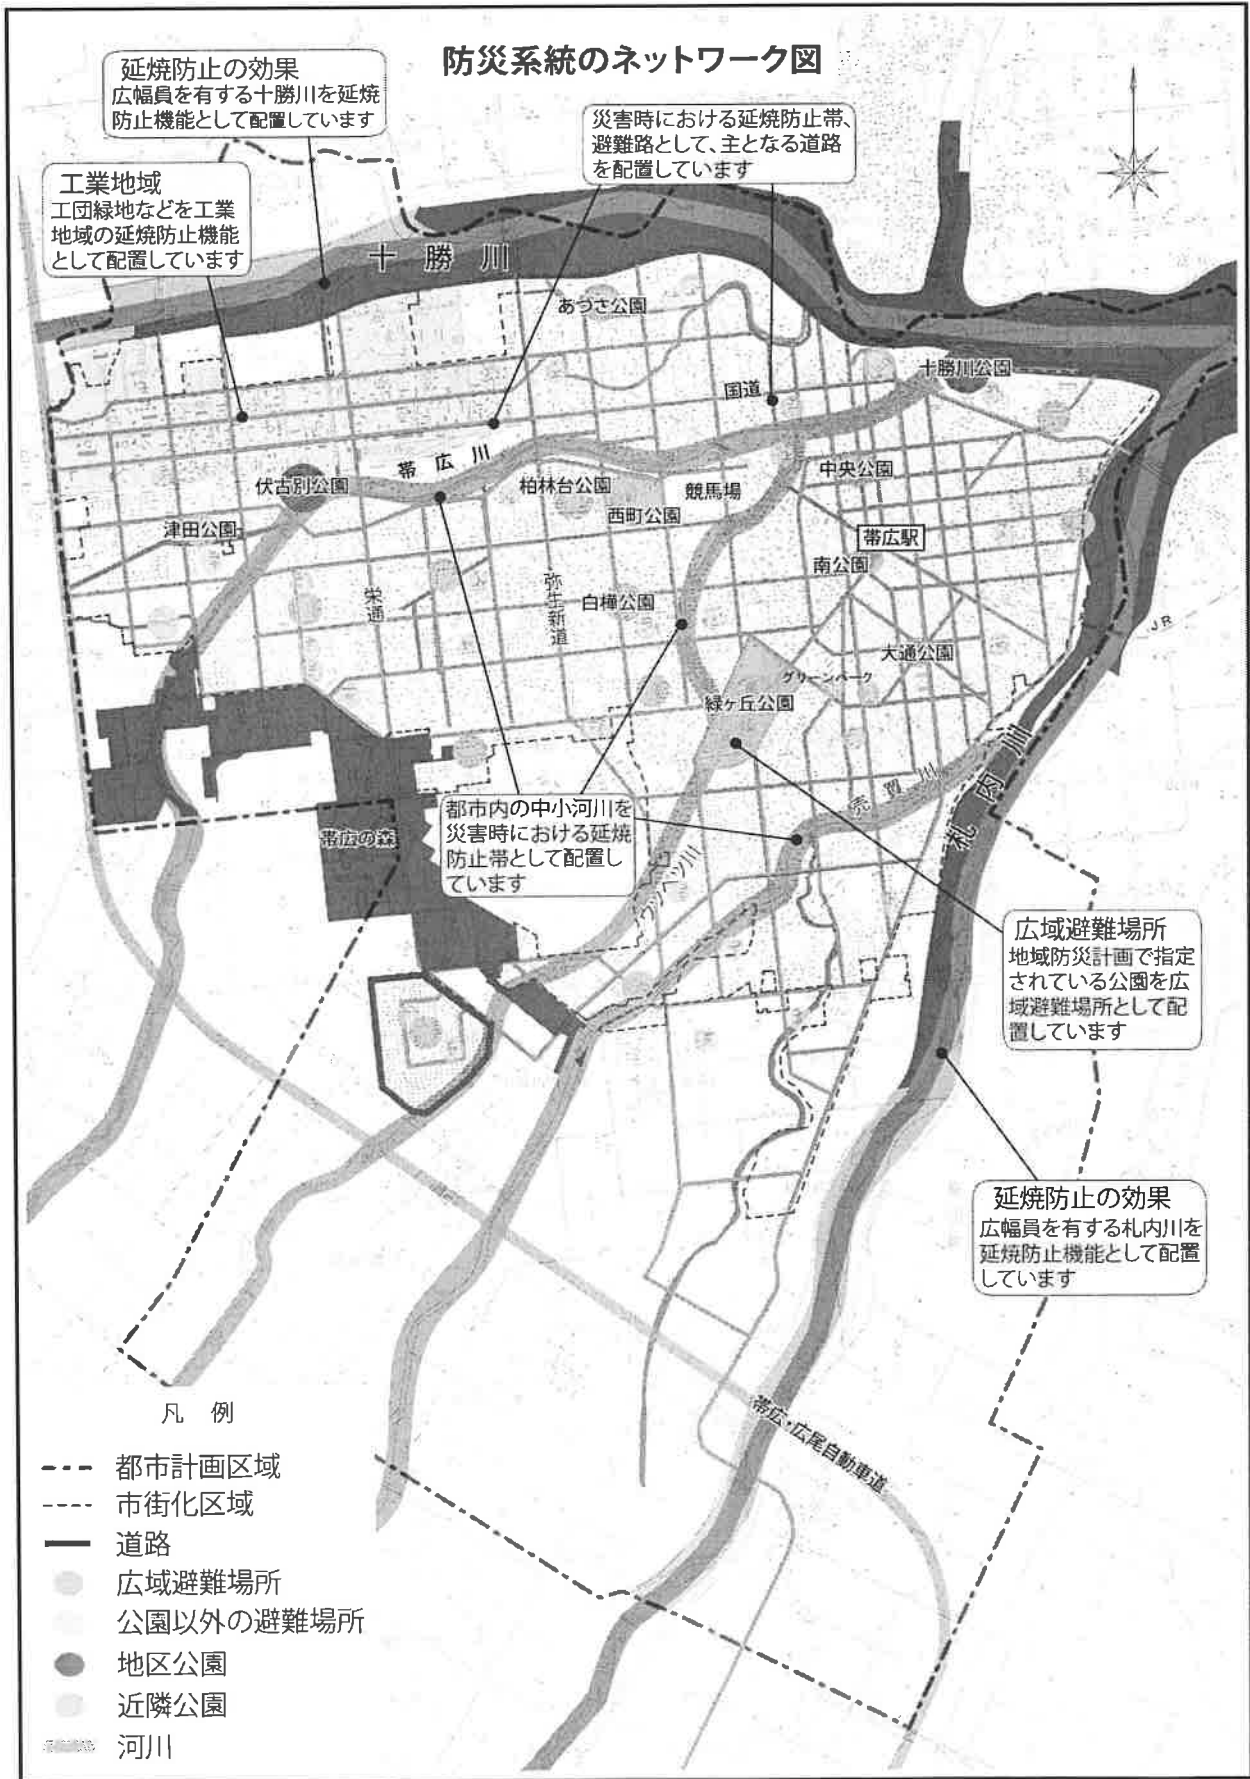 防災系統のネットワーク図
延焼防止の効果
広幅員を有する十勝川を延焼
防止機能として配置しています
災害時における延焼防止帯、
避難路として、主となる道路
を配置しています
工業地域
工団緑地などを工業
地域の延焼防止機能
として配置しています
十勝川
あづさ公園
十勝川公園
国道
帯広川
伏古別公園
柏林台公園
競馬場
中央公園
西町公園
津田公園
帯広駅
南公園
栄通
弥生新道
白樺公園
JR
大通公園
グリーンパーク
緑ヶ丘公園
札内川
売買川
都市内の中小河川を
災害時における延焼
防止帯として配置し
ています
帯広の森
ウツベツ川
広域避難場所
地域防災計画で指定
されている公園を広
域避難場所として配
置しています
延焼防止の効果
広幅員を有する札内川を
延焼防止機能として配置
しています
帯広・広尾自動車道
凡例
都市計画区域
市街化区域
道路
広域避難場所
公園以外の避難場所
地区公園
近隣公園
河川